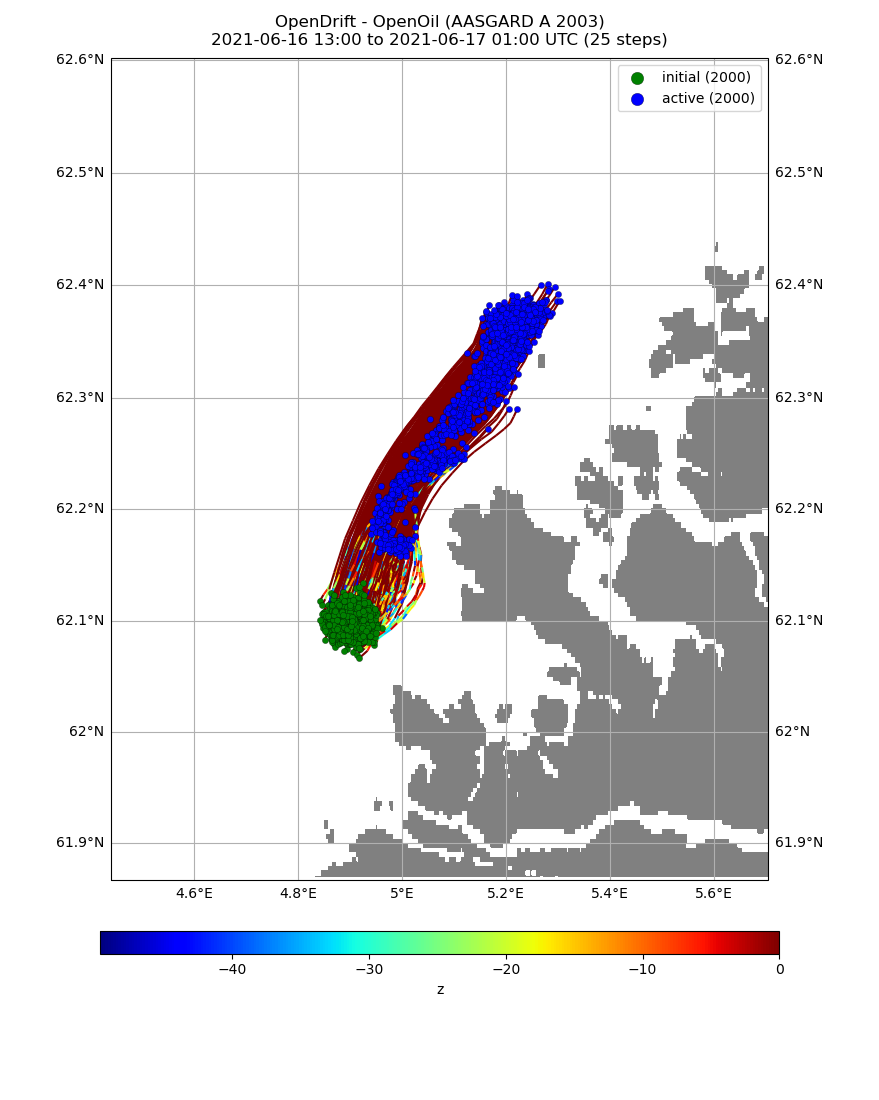 OpenDrift - OpenOil (AASGARD A 2003)
2021-06-16 13:00 to 2021-06-17 01:00 UTC (25 steps)
62.6°N 62.6°N
initial (2000)
active (2000)
62.5°N 62.5°N
62.4°N 62.4°N
62.3°N 62.3°N
62.2°N 62.2°N
62.1°N 62.1°N
62°N 62°N
61.9°N 61.9°N
4.6°E 4.8°E 5°E 5.2°E 5.4°E 5.6°E
−40 −30 −20 −10 0
z